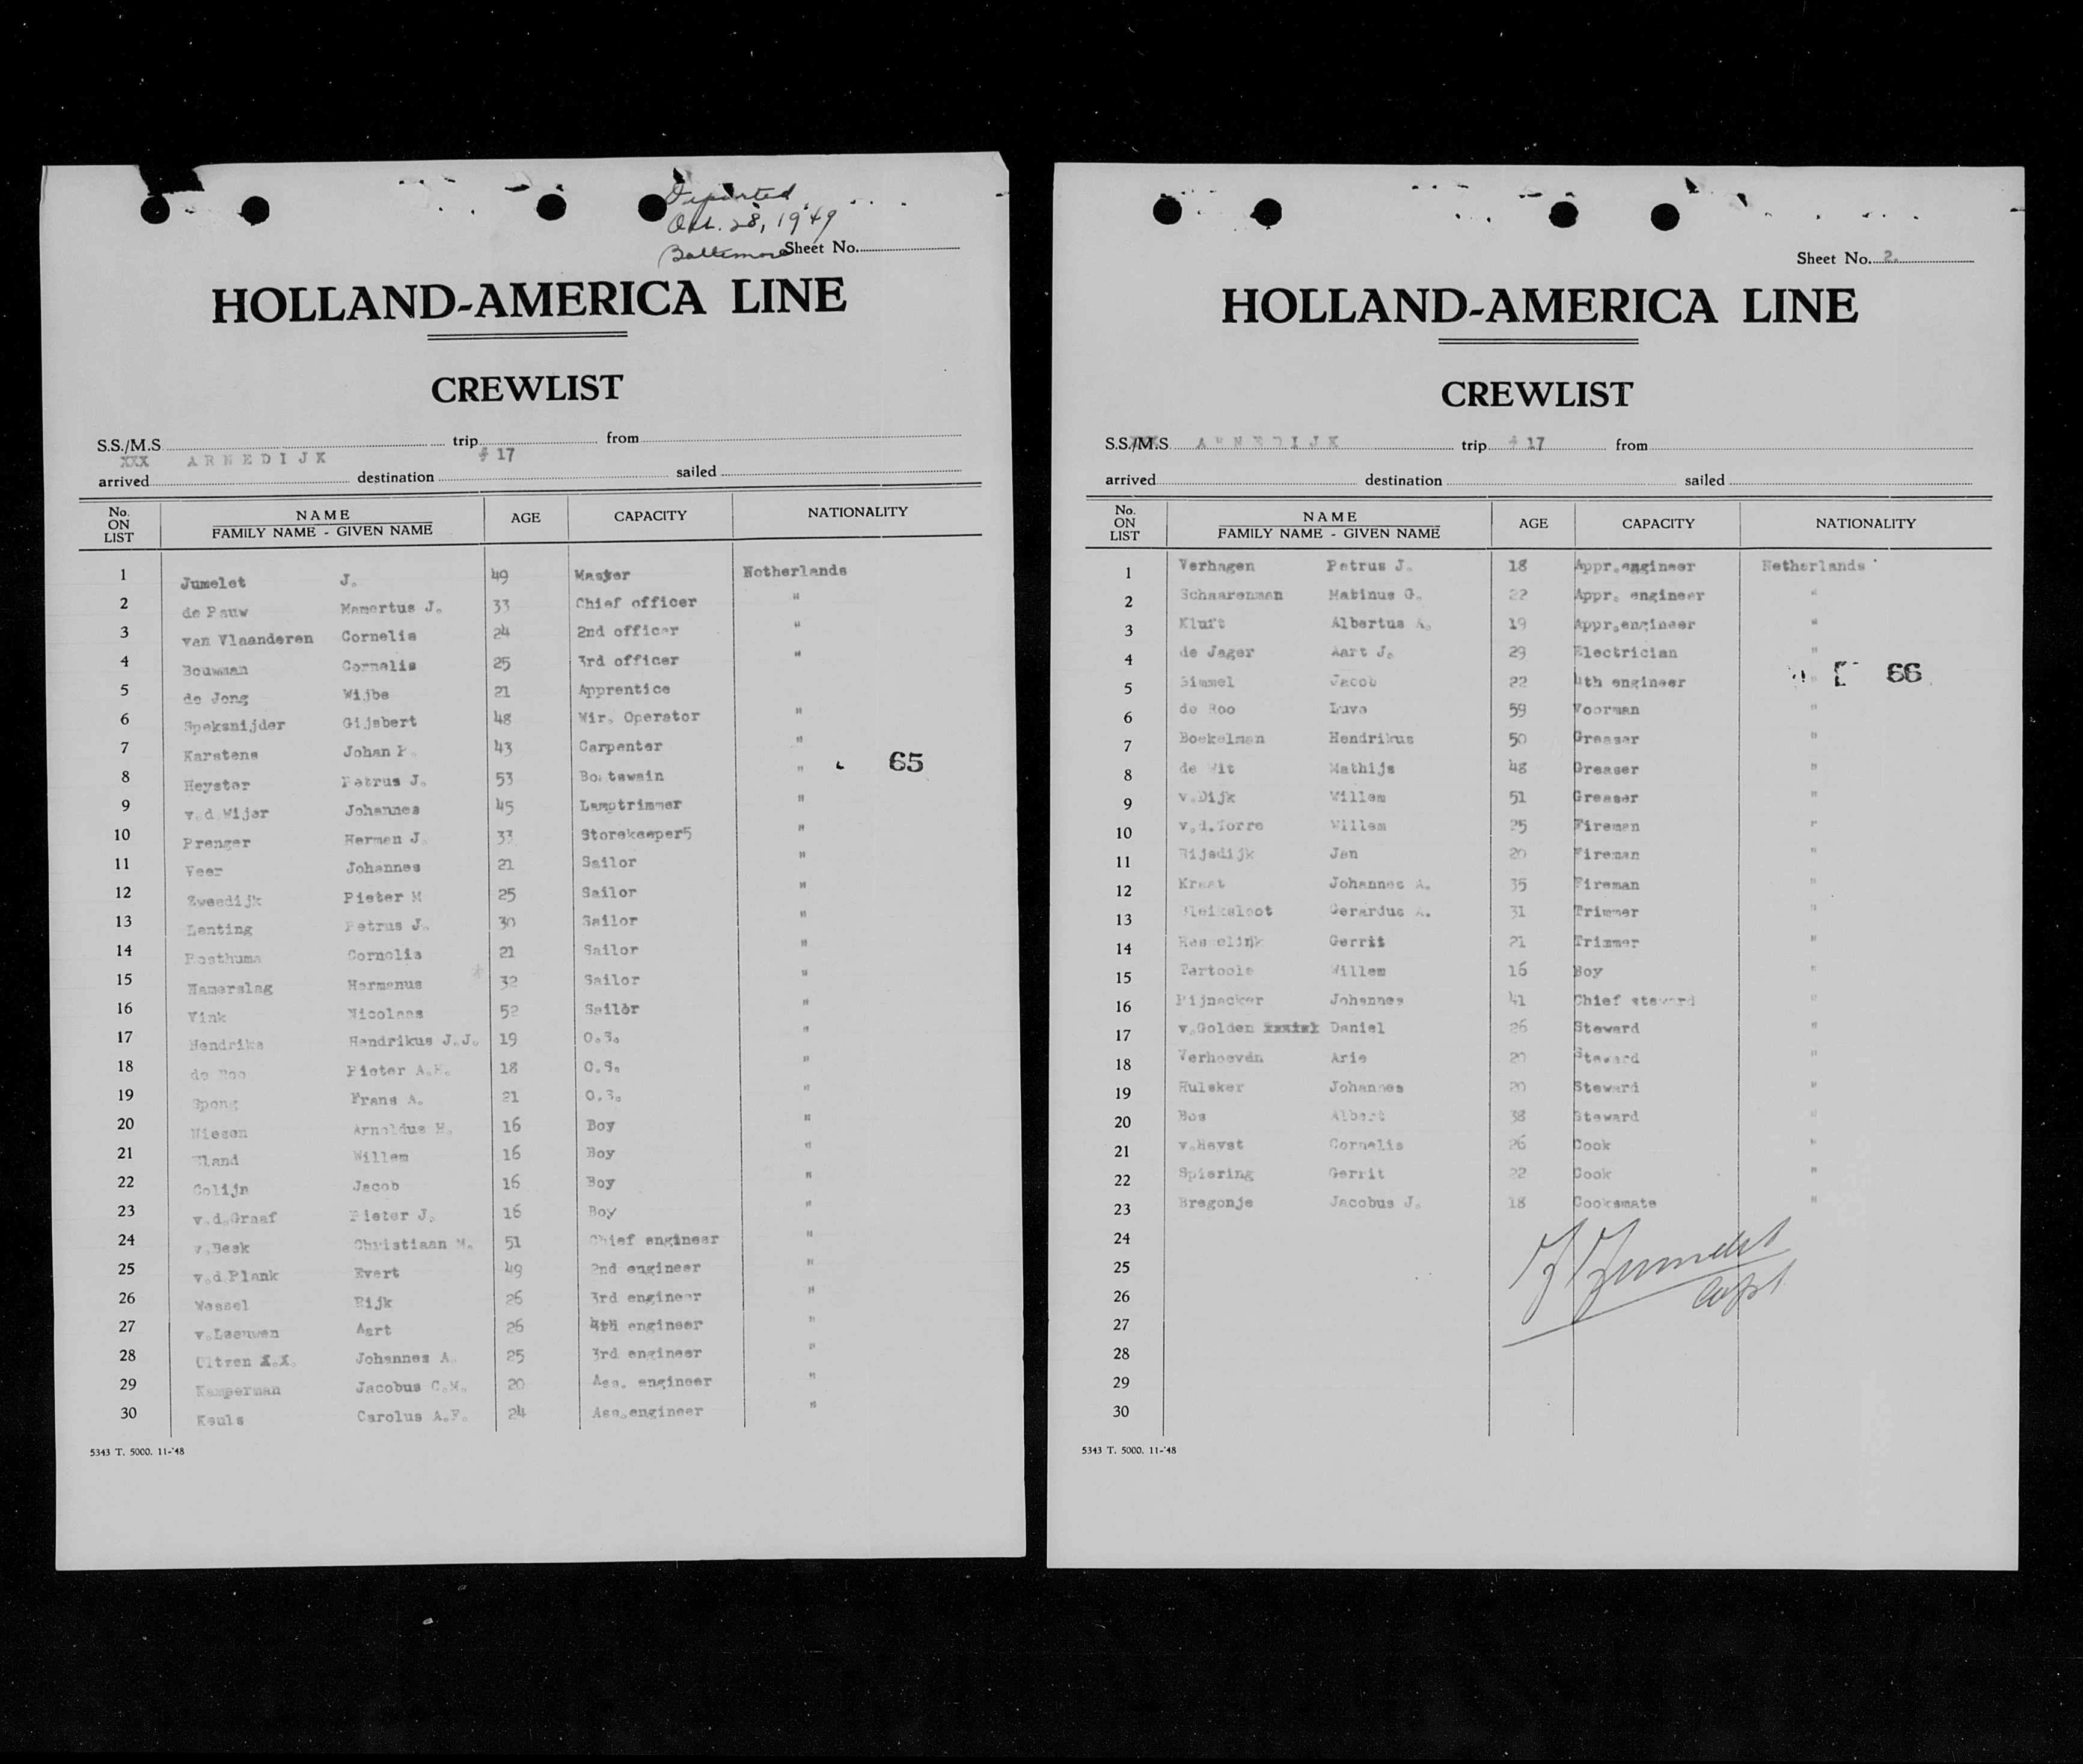 Departed
Oct. 28, 1949
Baltimore
Sheet No.
HOLLAND-AMERICA LINE
CREWLIST
S.S./M.S. trip from
xxx ARNEDIJK # 17
arrived destination sailed
No. ON LIST NAME FAMILY NAME - GIVEN NAME AGE CAPACITY NATIONALITY
1 Jumelet J. 49 Master Netherlands
2 de Pauw Mamertus J. 33 Chief officer "
3 van Vlaanderen Cornelis 24 2nd officer "
4 Bouwman Cornelis 25 3rd officer "
5 de Jong Wijbe 21 Apprentice
6 Speksnijder Gijsbert 48 Wir. Operator "
7 Karstens Johan P. 43 Carpenter "
8 Heyster Petrus J. 53 Boatswain " 65
9 v.d.Wijer Johannes 45 Lamptrimmer "
10 Prenger Herman J. 33 Storekeeper5 "
11 Veer Johannes 21 Sailor "
12 Zweedijk Pieter M 25 Sailor "
13 Lenting Petrus J. 30 Sailor "
14 Posthuma Cornelis 21 Sailor "
15 Hamerslag Hermanus 32 Sailor "
16 Vink Nicolaas 52 Sailor "
17 Hendriks Hendrikus J.J. 19 O.S. "
18 de Roo Pieter A.H. 18 O.S. "
19 Spong Frans A. 21 O.S. "
20 Niesen Arnoldus H. 16 Boy "
21 Eland Willem 16 Boy "
22 Colijn Jacob 16 Boy "
23 v.d.Graaf Pieter J. 16 Boy "
24 v.Beek Christiaan M. 51 Chief engineer "
25 v.d.Plank Evert 49 2nd engineer "
26 Wessel Rijk 26 3rd engineer "
27 v.Leeuwen Aart 26 4th engineer "
28 Ultzen X.X. Johannes A. 25 3rd engineer "
29 Kamperman Jacobus C.M. 20 Ass. engineer "
30 Keuls Carolus A.F. 24 Ass.engineer "
5343 T. 5000. 11-'48
Sheet No. 2.
HOLLAND-AMERICA LINE
CREWLIST
S.S./M.S. ARNEDIJK trip # 17 from
arrived destination sailed
No. ON LIST NAME FAMILY NAME - GIVEN NAME AGE CAPACITY NATIONALITY
1 Verhagen Petrus J. 18 Appr.engineer Netherlands
2 Schaarenman Matinus G. 22 Appr. engineer "
3 Kluft Albertus A. 19 Appr.engineer "
4 de Jager Aart J. 29 Electrician "
5 Simmel Jacob 22 4th engineer " 66
6 de Roo Luva 59 Voorman "
7 Boekelman Hendrikus 50 Greaser "
8 de Wit Mathijs 48 Greaser "
9 v.Dijk Willem 51 Greaser "
10 v.d.Torre Willem 25 Firemen "
11 Rijsdijk Jan 20 Fireman "
12 Kraat Johannes A. 35 Fireman "
13 Bleiksloot Gerardus A. 31 Trimmer "
14 Hesselink Gerrit 21 Trimmer "
15 Partoois Willem 16 Boy "
16 Pijnacker Johannes 41 Chief steward "
17 v.Golden Daniel 26 Steward "
18 Verhoeven Arie 20 Steward "
19 Hulsker Johannes 20 Steward "
20 Bos Albert 38 Steward "
21 v.Hevst Cornelis 26 Cook "
22 Spiering Gerrit 22 Cook "
23 Bregonje Jacobus J. 18 Cooksmate "
24
25
26
27
28
29
30
J Jumelet
Capt
5343 T. 5000. 11-'48